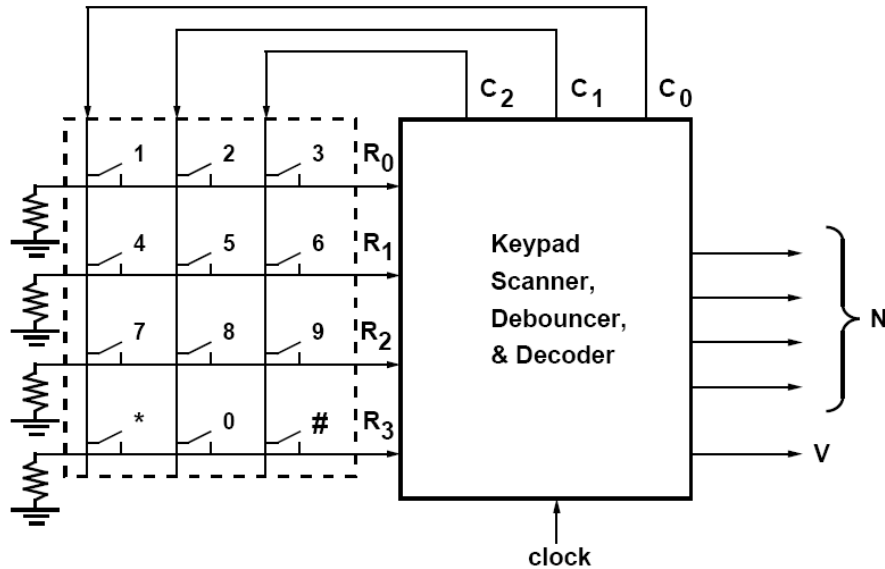 C2 C1 C0
1 2 3 R0
4 5 6 R1
7 8 9 R2
* 0 # R3
Keypad
Scanner,
Debouncer,
& Decoder
N
V
clock